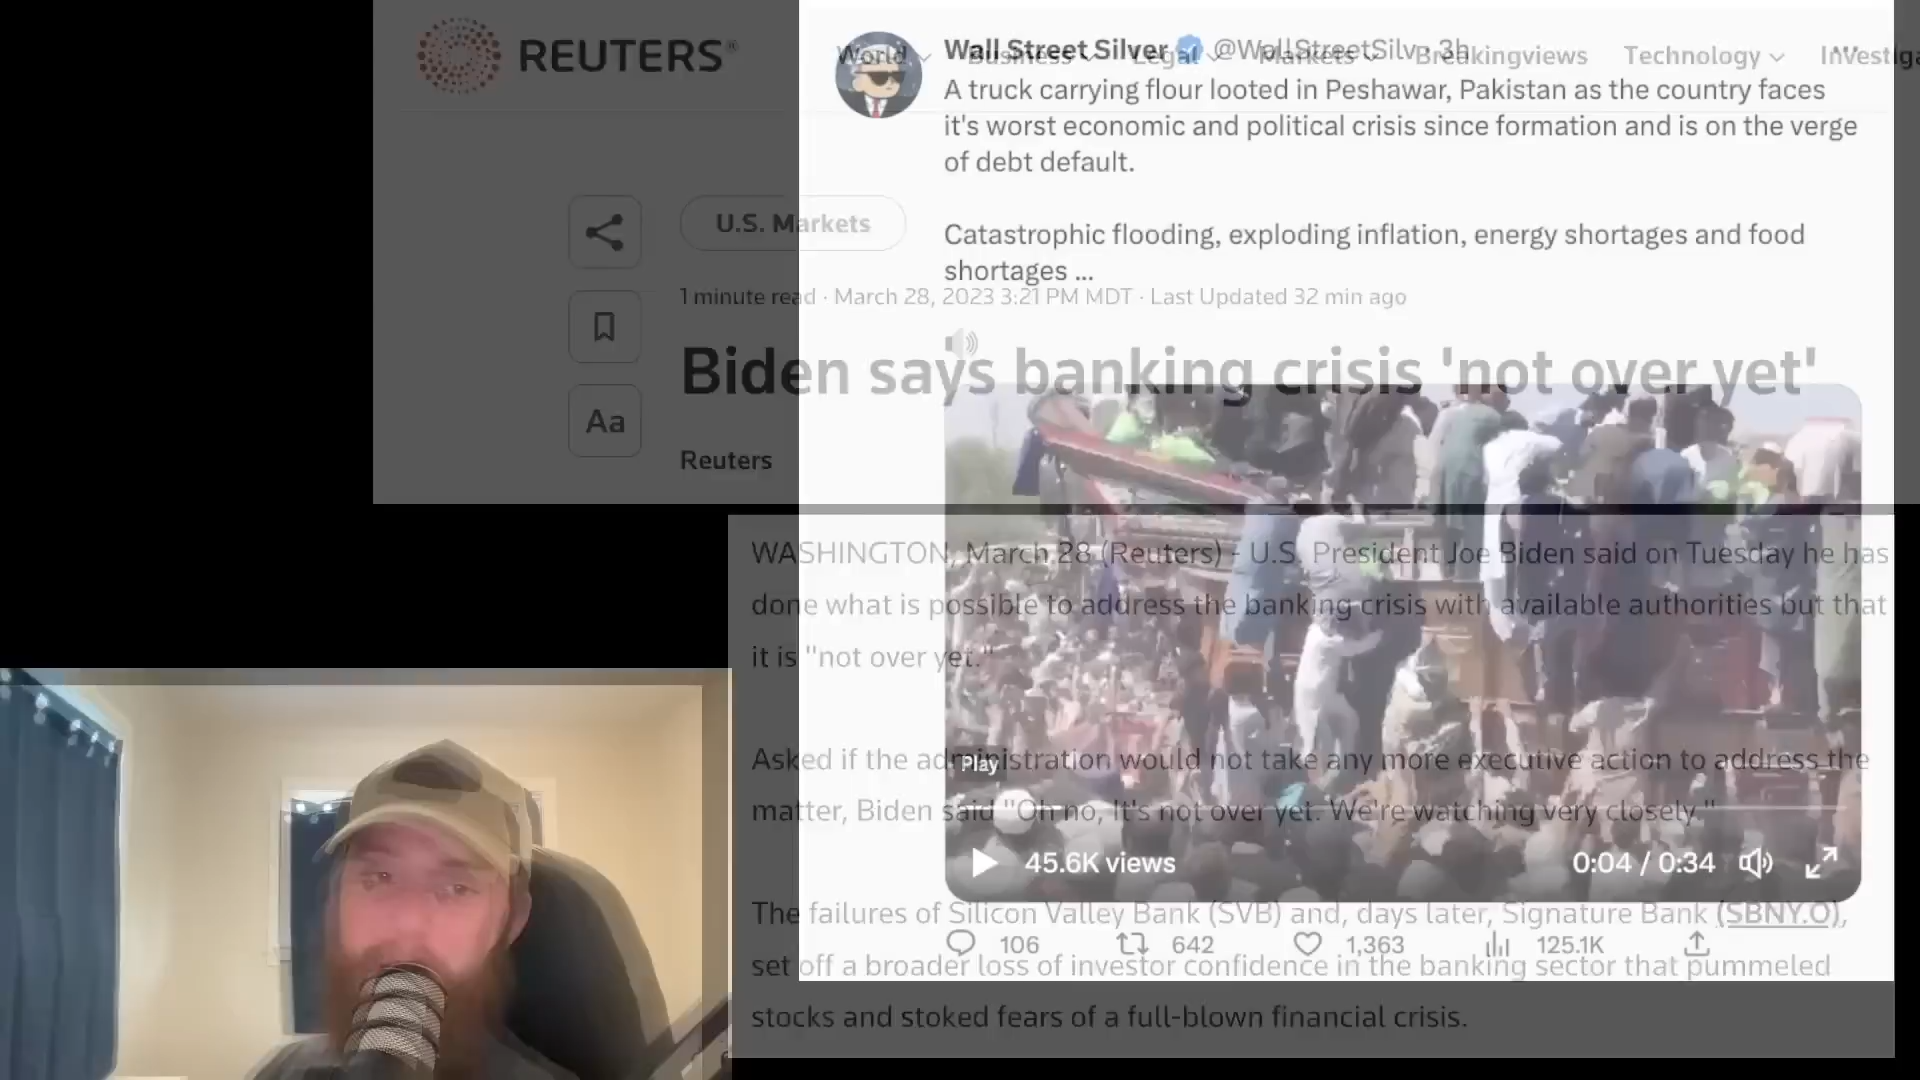 REUTERS®
World
Business
Legal
Markets
Breakingviews
Technology
Investiga
Wall Street Silver @WallStreetSilv · 3h
A truck carrying flour looted in Peshawar, Pakistan as the country faces
it's worst economic and political crisis since formation and is on the verge
of debt default.
U.S. Markets
Catastrophic flooding, exploding inflation, energy shortages and food
shortages ...
1 minute read · March 28, 2023 3:21 PM MDT · Last Updated 32 min ago
Biden says banking crisis 'not over yet'
Aa
Reuters
WASHINGTON, March 28 (Reuters) - U.S. President Joe Biden said on Tuesday he has
done what is possible to address the banking crisis with available authorities but that
it is "not over yet."
Asked if the administration would not take any more executive action to address the
matter, Biden said "Oh no, It's not over yet. We're watching very closely."
Play
45.6K views
0:04 / 0:34
The failures of Silicon Valley Bank (SVB) and, days later, Signature Bank (SBNY.O),
106
642
1,363
125.1K
set off a broader loss of investor confidence in the banking sector that pummeled
stocks and stoked fears of a full-blown financial crisis.